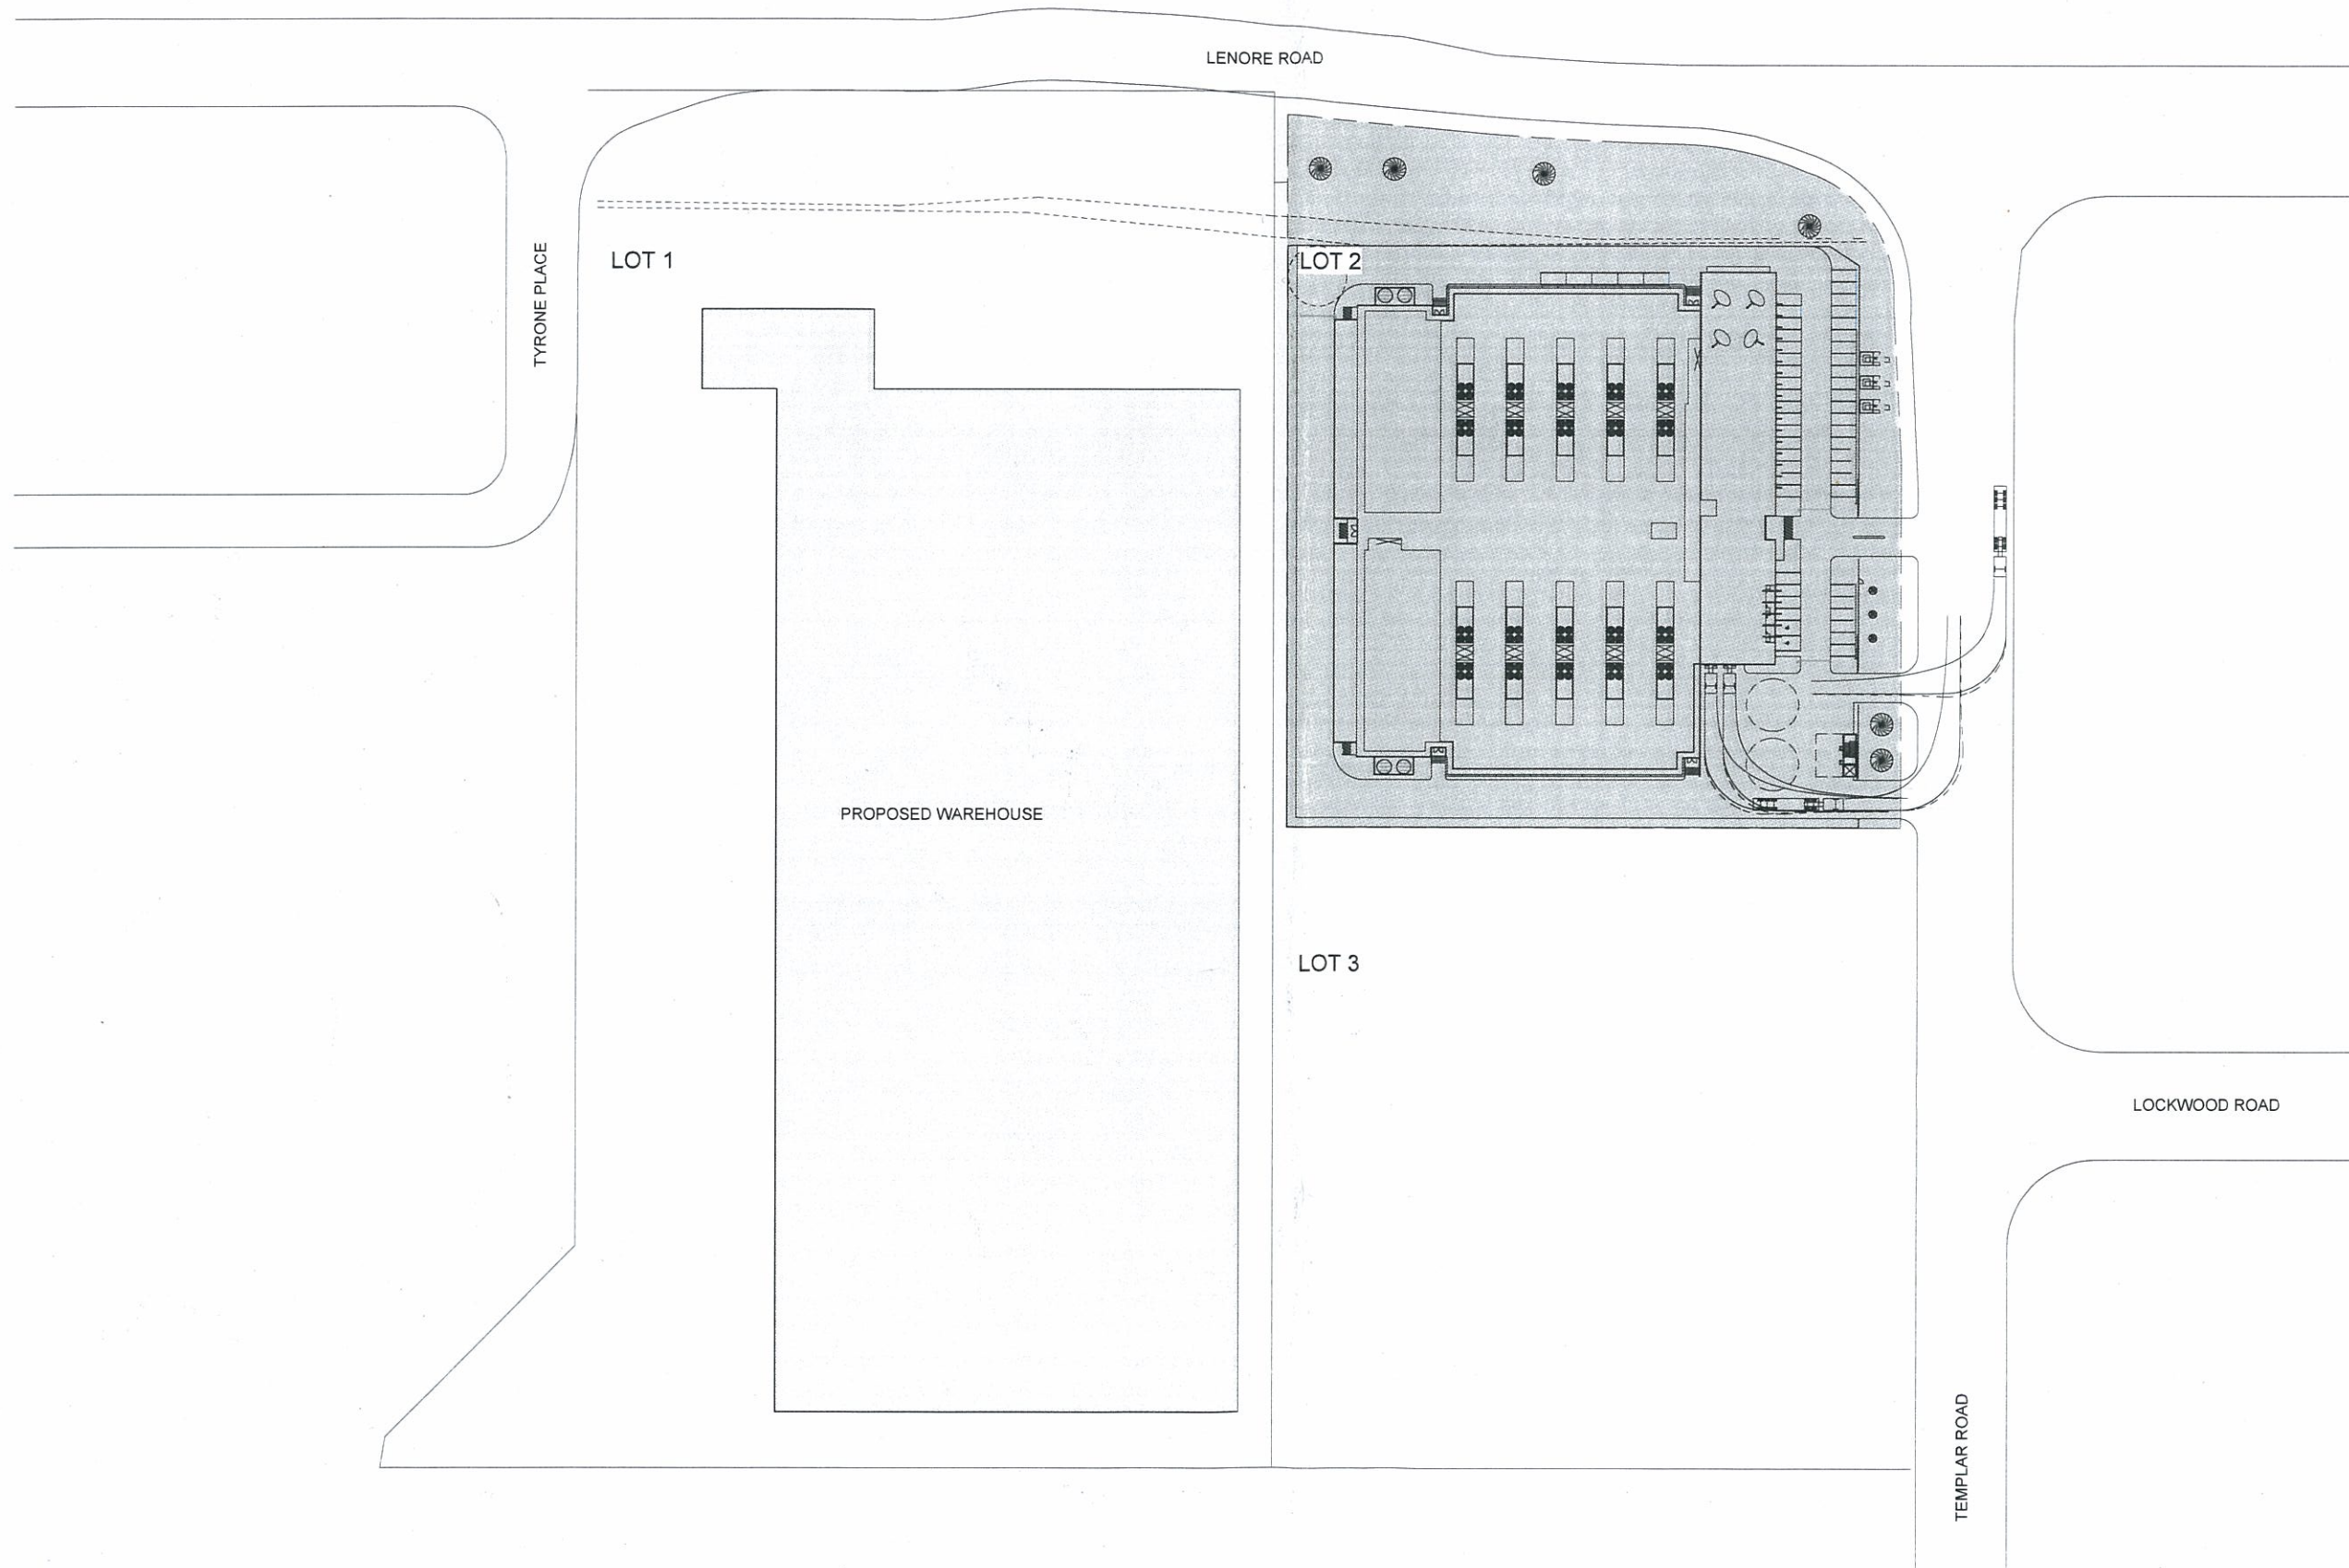 LENORE ROAD
TYRONE PLACE
LOT 1
LOT 2
PROPOSED WAREHOUSE
LOT 3
LOCKWOOD ROAD
TEMPLAR ROAD